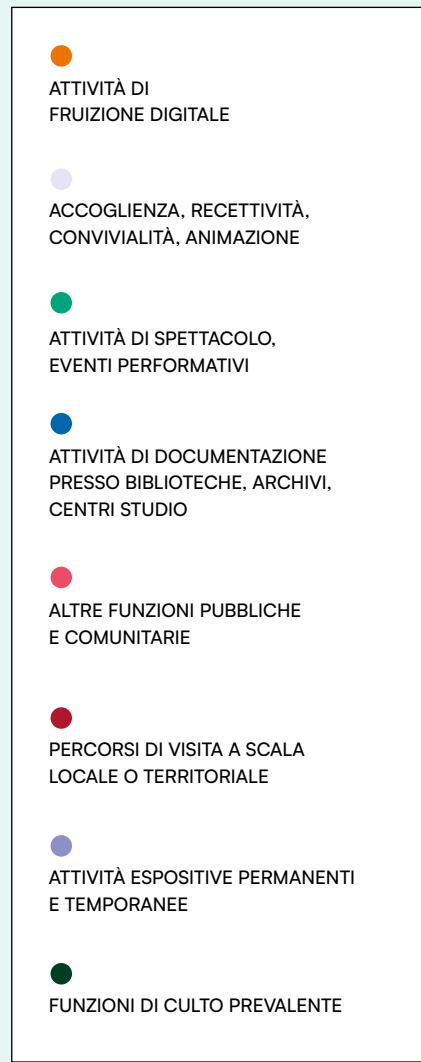 ATTIVITÀ DI
FRUIZIONE DIGITALE
ACCOGLIENZA, RECETTIVITÀ,
CONVIVIALITÀ, ANIMAZIONE
ATTIVITÀ DI SPETTACOLO,
EVENTI PERFORMATIVI
ATTIVITÀ DI DOCUMENTAZIONE
PRESSO BIBLIOTECHE, ARCHIVI,
CENTRI STUDIO
ALTRE FUNZIONI PUBBLICHE
E COMUNITARIE
PERCORSI DI VISITA A SCALA
LOCALE O TERRITORIALE
ATTIVITÀ ESPOSITIVE PERMANENTI
E TEMPORANEE
FUNZIONI DI CULTO PREVALENTE